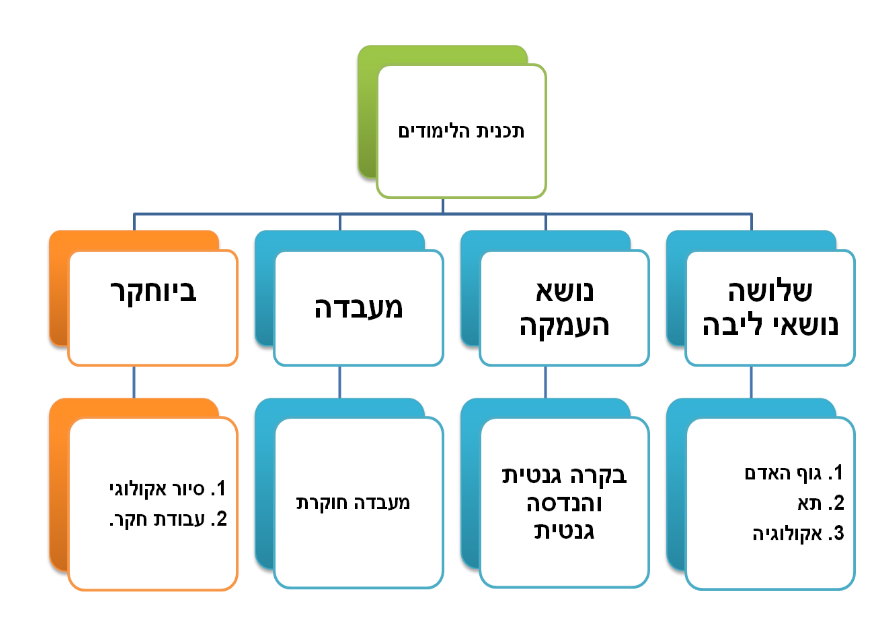 תכנית הלימודים
שלושה
נושאי ליבה
נושא
העמקה
מעבדה
ביוחקר
1. גוף האדם
2. תא
3. אקולוגיה
בקרה גנטית
והנדסה
גנטית
מעבדה חוקרת
1. סיור אקולוגי
2. עבודת חקר.